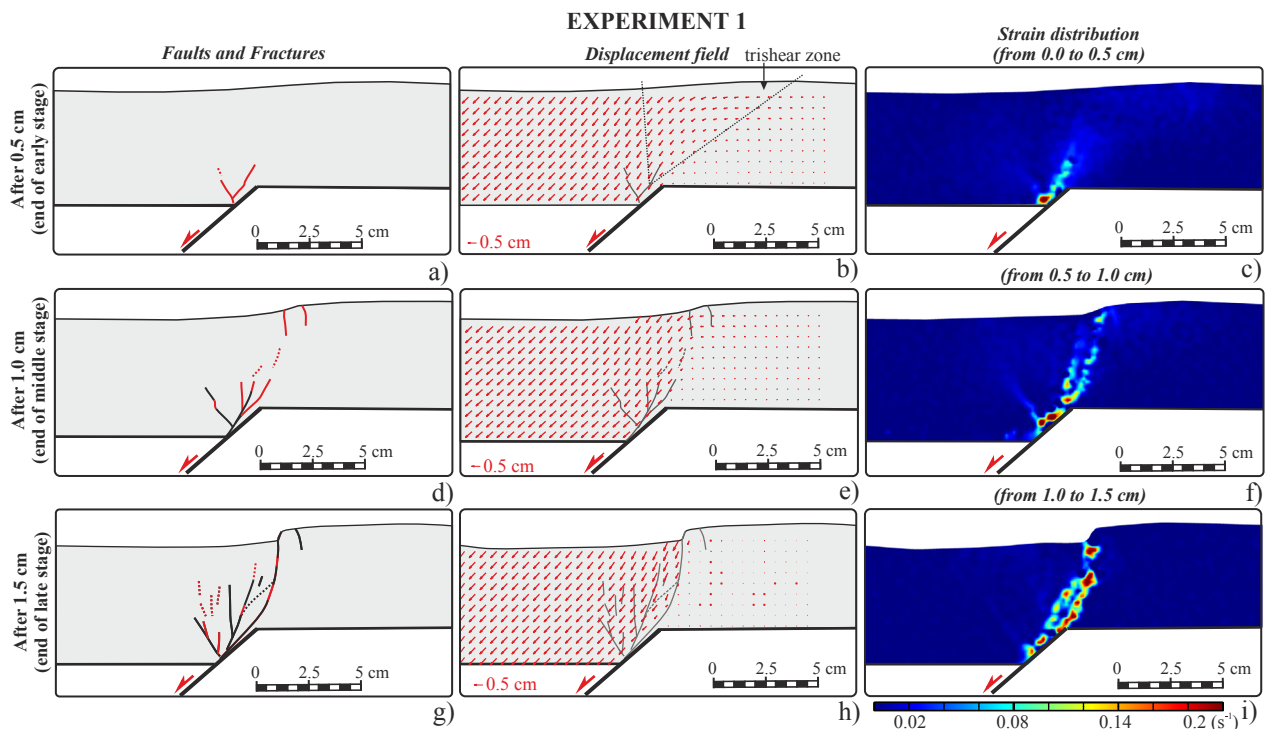 EXPERIMENT 1
Faults and Fractures
Displacement field
Strain distribution
(from 0.0 to 0.5 cm)
After 0.5 cm
(end of early stage)
0
2.5
5 cm
a)
trishear zone
0.5 cm
0
2.5
5 cm
b)
0
2.5
5 cm
c)
After 1.0 cm
(end of middle stage)
0
2.5
5 cm
d)
0.5 cm
0
2.5
5 cm
e)
(from 0.5 to 1.0 cm)
0
2.5
5 cm
f)
After 1.5 cm
(end of late stage)
0
2.5
5 cm
g)
0.5 cm
0
2.5
5 cm
h)
(from 1.0 to 1.5 cm)
0
2.5
5 cm
i)
0.02
0.08
0.14
0.2 (s⁻¹)